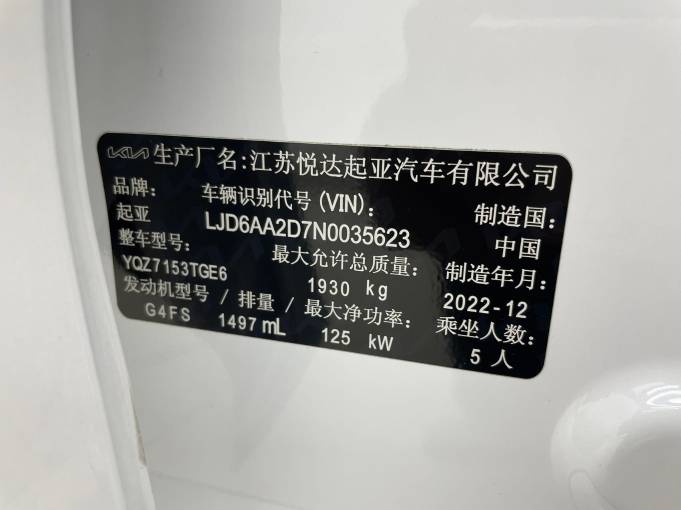 KIA 生产厂名:江苏悦达起亚汽车有限公司
品牌: 车辆识别代号(VIN): 制造国:
起亚 LJD6AA2D7N0035623 中国
整车型号: 最大允许总质量: 制造年月:
YQZ7153TGE6 1930 kg 2022-12
发动机型号 / 排量 / 最大净功率: 乘坐人数:
G4FS 1497 mL 125 kW 5 人